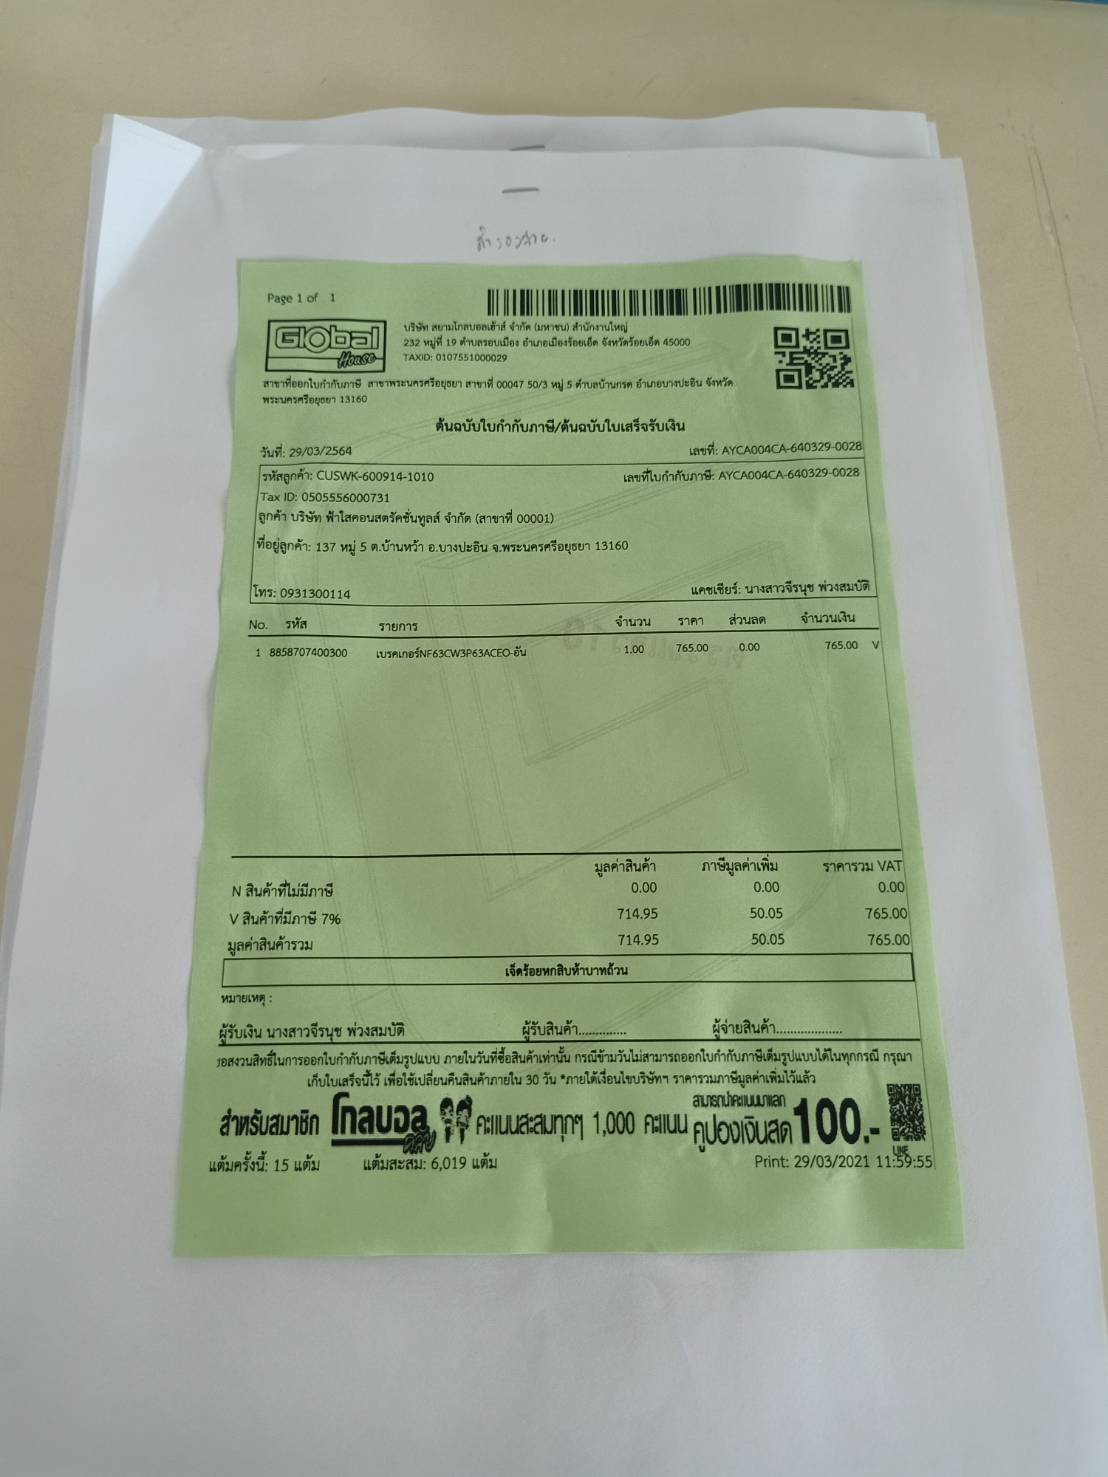 สำรองจ่าย.
Page 1 of 1
Global House
บริษัท สยามโกลบอลเฮ้าส์ จำกัด (มหาชน) สำนักงานใหญ่
232 หมู่ที่ 19 ตำบลรอบเมือง อำเภอเมืองร้อยเอ็ด จังหวัดร้อยเอ็ด 45000
TAXID: 0107551000029
สาขาที่ออกใบกำกับภาษี สาขาพระนครศรีอยุธยา สาขาที่ 00047 50/3 หมู่ 5 ตำบลบ้านกรด อำเภอบางปะอิน จังหวัด
พระนครศรีอยุธยา 13160
ต้นฉบับใบกำกับภาษี/ต้นฉบับใบเสร็จรับเงิน
วันที่: 29/03/2564 เลขที่: AYCA004CA-640329-0028
รหัสลูกค้า: CUSWK-600914-1010 เลขที่ใบกำกับภาษี: AYCA004CA-640329-0028
Tax ID: 0505556000731
ลูกค้า บริษัท ฟ้าใสคอนสตรัคชั่นทูลส์ จำกัด (สาขาที่ 00001)
ที่อยู่ลูกค้า: 137 หมู่ 5 ต.บ้านหว้า อ.บางปะอิน จ.พระนครศรีอยุธยา 13160
โทร: 0931300114 แคชเชียร์: นางสาวจีรนุช พ่วงสมบัติ
No. รหัส รายการ จำนวน ราคา ส่วนลด จำนวนเงิน
1 8858707400300 เบรคเกอร์NF63CW3P63ACEO-อัน 1.00 765.00 0.00 765.00 V
มูลค่าสินค้า ภาษีมูลค่าเพิ่ม ราคารวม VAT
N สินค้าที่ไม่มีภาษี 0.00 0.00 0.00
V สินค้าที่มีภาษี 7% 714.95 50.05 765.00
มูลค่าสินค้ารวม 714.95 50.05 765.00
เจ็ดร้อยหกสิบห้าบาทถ้วน
หมายเหตุ :
ผู้รับเงิน นางสาวจีรนุช พ่วงสมบัติ ผู้รับสินค้า............. ผู้จ่ายสินค้า...................
ขอสงวนสิทธิ์ในการออกใบกำกับภาษีเต็มรูปแบบ ภายในวันที่ซื้อสินค้าเท่านั้น กรณีข้ามวันไม่สามารถออกใบกำกับภาษีเต็มรูปแบบได้ในทุกกรณี กรุณา
เก็บใบเสร็จนี้ไว้ เพื่อใช้เปลี่ยนคืนสินค้าภายใน 30 วัน *ภายใต้เงื่อนไขบริษัทฯ ราคารวมภาษีมูลค่าเพิ่มไว้แล้ว
สำหรับสมาชิก โกลบอล คลับ คะแนนสะสมทุกๆ 1,000 คะแนน สามารถนำคะแนนมาแลก คูปองเงินสด 100.-
LINE
แต้มครั้งนี้: 15 แต้ม แต้มสะสม: 6,019 แต้ม Print: 29/03/2021 11:59:55